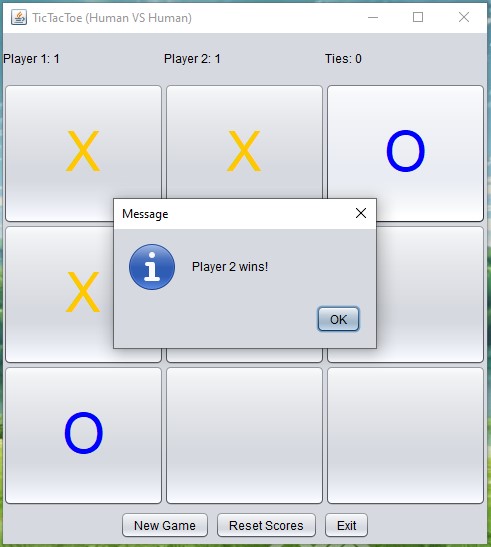 TicTacToe (Human VS Human)
Player 1: 1 Player 2: 1 Ties: 0
X X O
Message
Player 2 wins!
X
OK
O
New Game Reset Scores Exit